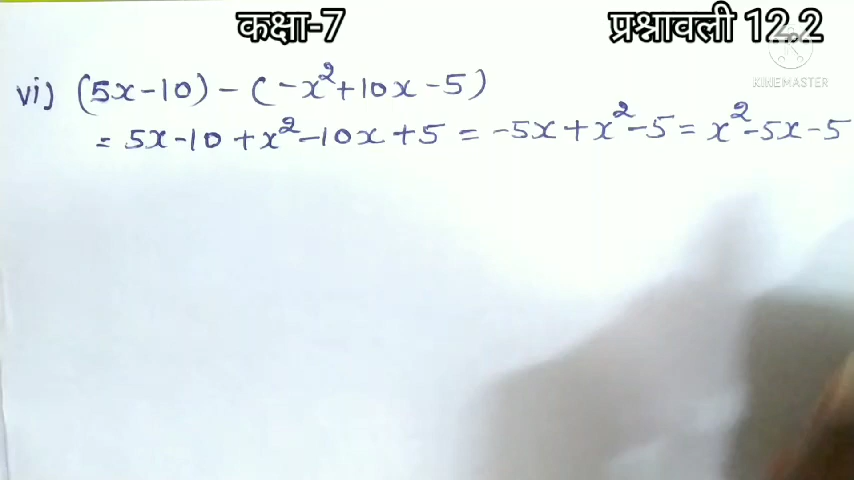 कक्षा-7 प्रश्नावली 12.2
KINEMASTER
vi) (5x-10) - (-x²+10x-5)
= 5x-10+x²-10x+5 = -5x+x²-5 = x²-5x-5